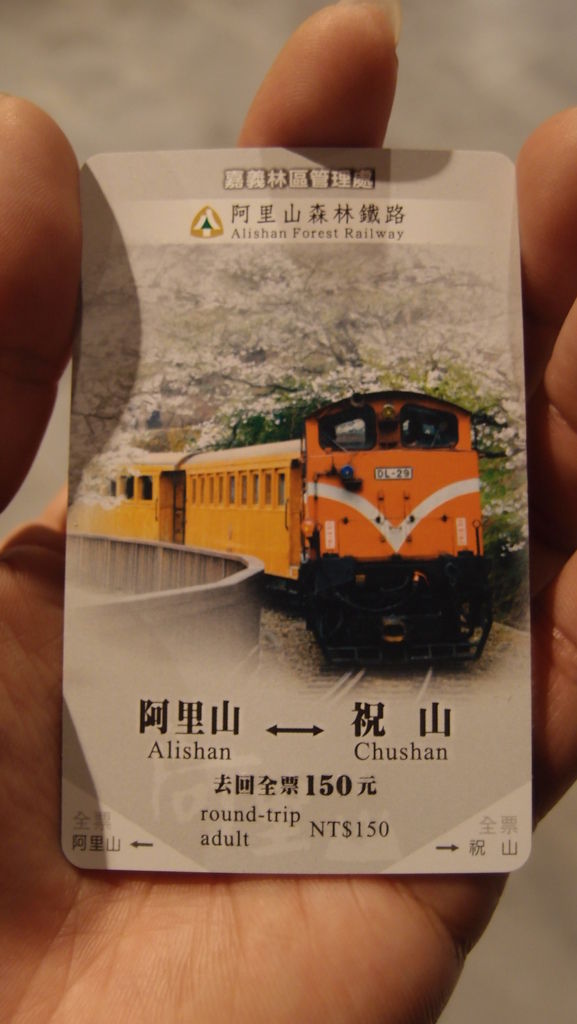 嘉義林區管理處
阿里山森林鐵路
Alishan Forest Railway
DL-29
阿里山 ↔ 祝 山
Alishan Chushan
去回全票150元
round-trip adult NT$150
全票
阿里山 ←
全票
→ 祝 山